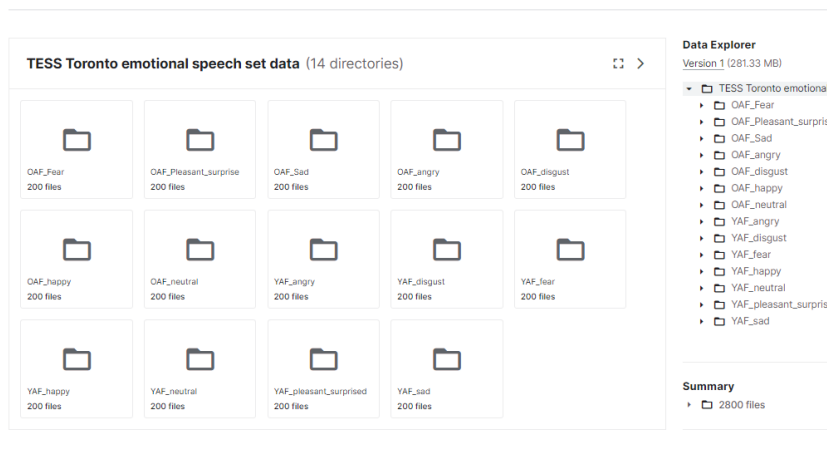 TESS Toronto emotional speech set data (14 directories)
OAF_Fear
200 files
OAF_Pleasant_surprise
200 files
OAF_Sad
200 files
OAF_angry
200 files
OAF_disgust
200 files
OAF_happy
200 files
OAF_neutral
200 files
YAF_angry
200 files
YAF_disgust
200 files
YAF_fear
200 files
YAF_happy
200 files
YAF_neutral
200 files
YAF_pleasant_surprised
200 files
YAF_sad
200 files
Data Explorer
Version 1 (281.33 MB)
TESS Toronto emotional
OAF_Fear
OAF_Pleasant_surpris
OAF_Sad
OAF_angry
OAF_disgust
OAF_happy
OAF_neutral
YAF_angry
YAF_disgust
YAF_fear
YAF_happy
YAF_neutral
YAF_pleasant_surpris
YAF_sad
Summary
2800 files